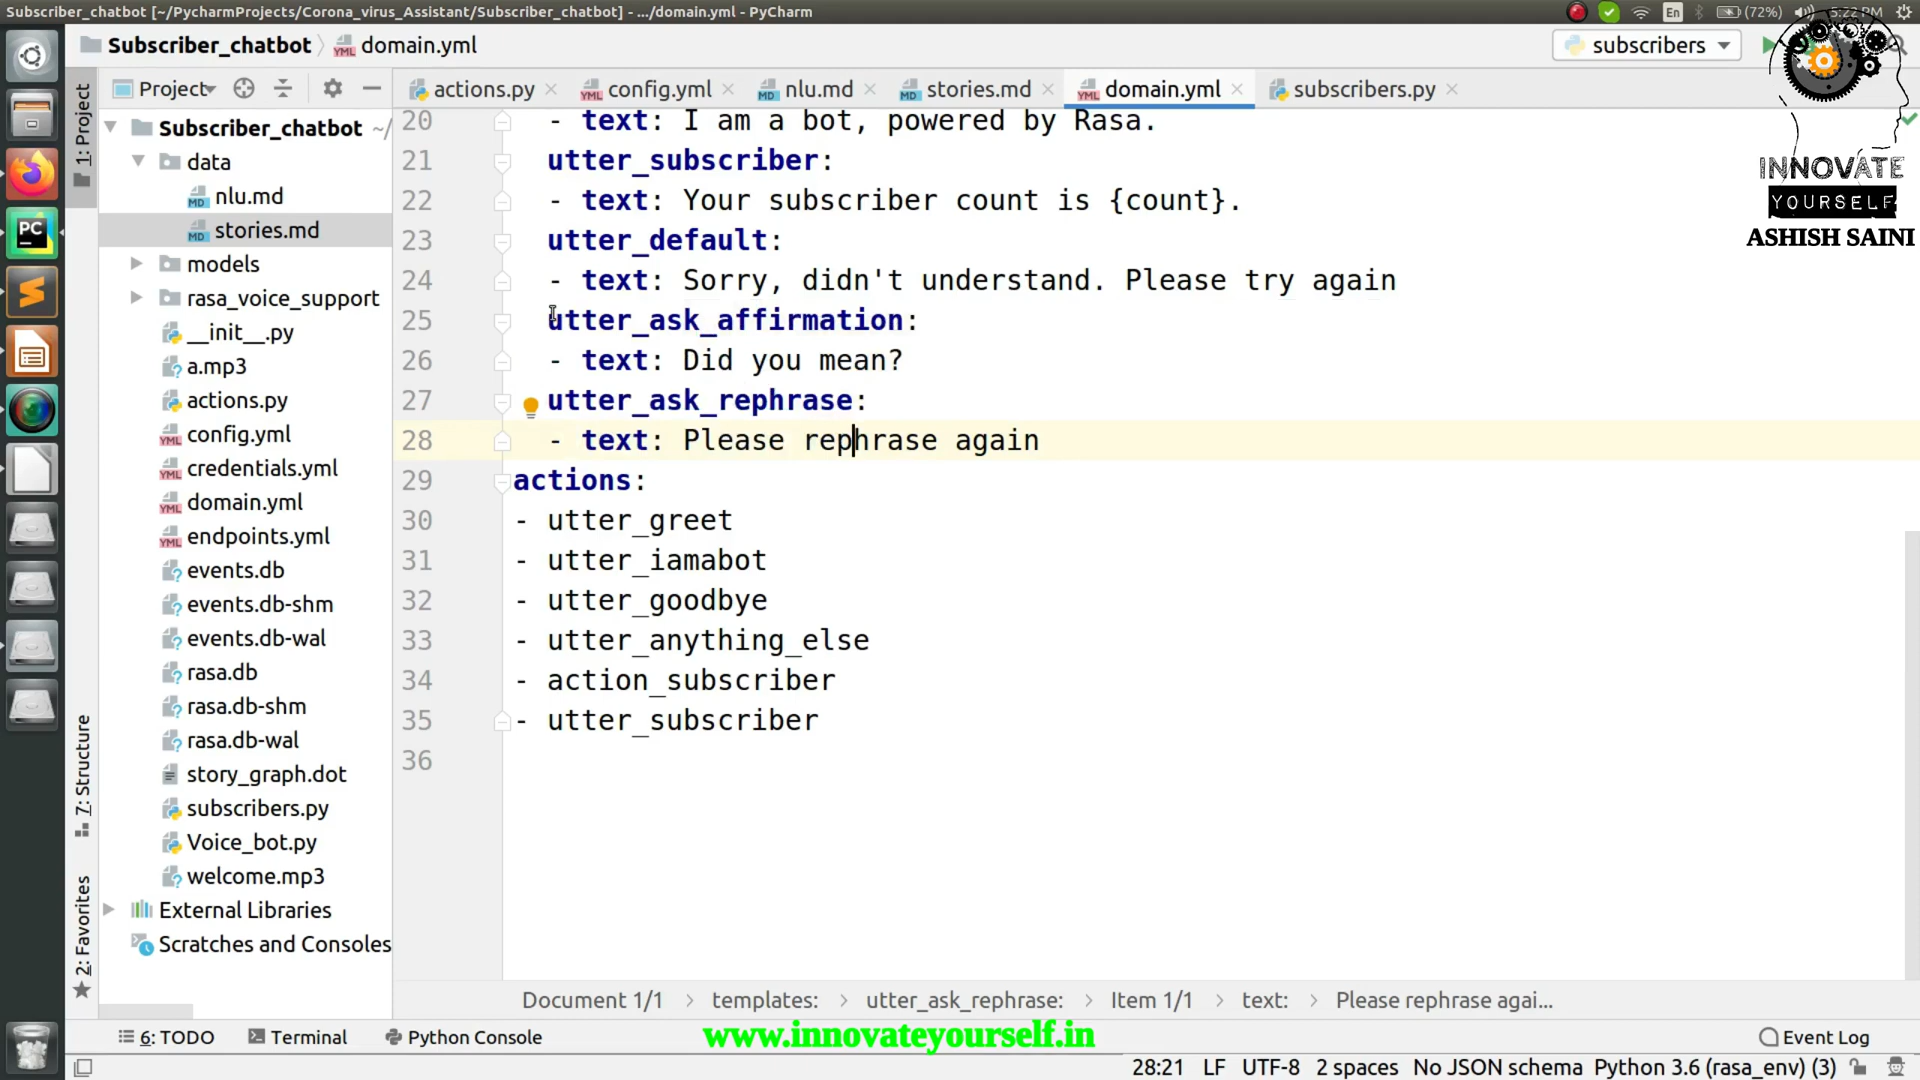 Subscriber_chatbot [~/PycharmProjects/Corona_virus_Assistant/Subscriber_chatbot] - .../domain.yml - PyCharm
En
(72%)
5:22 PM
Subscriber_chatbot
domain.yml
subscribers
Project
actions.py
config.yml
nlu.md
stories.md
domain.yml
subscribers.py
1: Project
Subscriber_chatbot ~/
data
nlu.md
stories.md
models
rasa_voice_support
__init__.py
a.mp3
actions.py
config.yml
credentials.yml
domain.yml
endpoints.yml
events.db
events.db-shm
events.db-wal
rasa.db
rasa.db-shm
rasa.db-wal
story_graph.dot
subscribers.py
Voice_bot.py
welcome.mp3
External Libraries
Scratches and Consoles
7: Structure
2: Favorites
PC
20 - text: I am a bot, powered by Rasa.
21 utter_subscriber:
22 - text: Your subscriber count is {count}.
23 utter_default:
24 - text: Sorry, didn't understand. Please try again
25 utter_ask_affirmation:
26 - text: Did you mean?
27 utter_ask_rephrase:
28 - text: Please rephrase again
29 actions:
30 - utter_greet
31 - utter_iamabot
32 - utter_goodbye
33 - utter_anything_else
34 - action_subscriber
35 - utter_subscriber
36
INNOVATE
YOURSELF
ASHISH SAINI
Document 1/1 › templates: › utter_ask_rephrase: › Item 1/1 › text: › Please rephrase agai...
6: TODO
Terminal
Python Console
www.innovateyourself.in
Event Log
28:21 LF UTF-8 2 spaces No JSON schema Python 3.6 (rasa_env) (3)